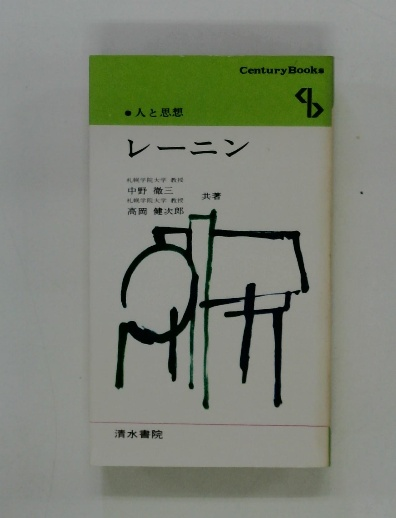 CenturyBooks
●人と思想
レーニン
札幌学院大学 教授
中野 徹三
札幌学院大学 教授
高岡 健次郎
共著
清水書院